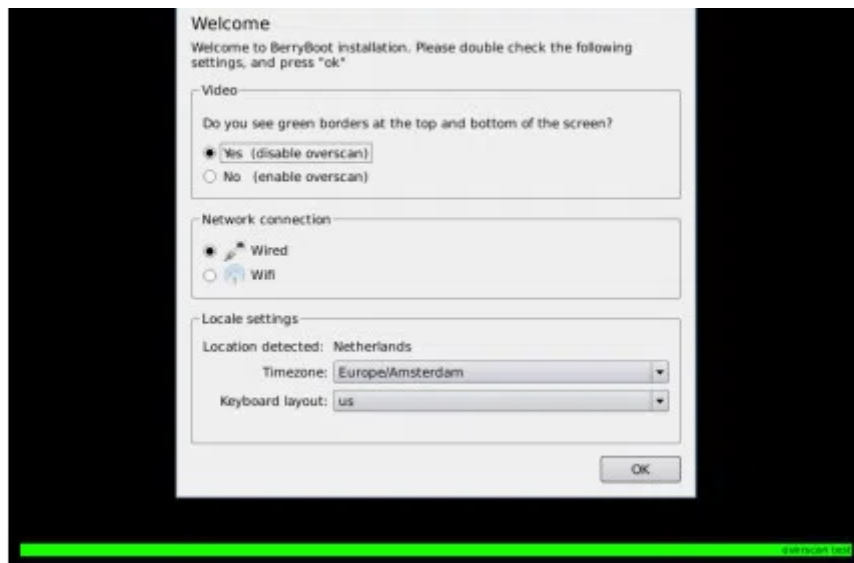 Welcome
Welcome to BerryBoot installation. Please double check the following
settings, and press "ok"
Video
Do you see green borders at the top and bottom of the screen?
Yes (disable overscan)
No (enable overscan)
Network connection
Wired
Wifi
Locale settings
Location detected: Netherlands
Timezone: Europe/Amsterdam
Keyboard layout: us
OK
overscan test